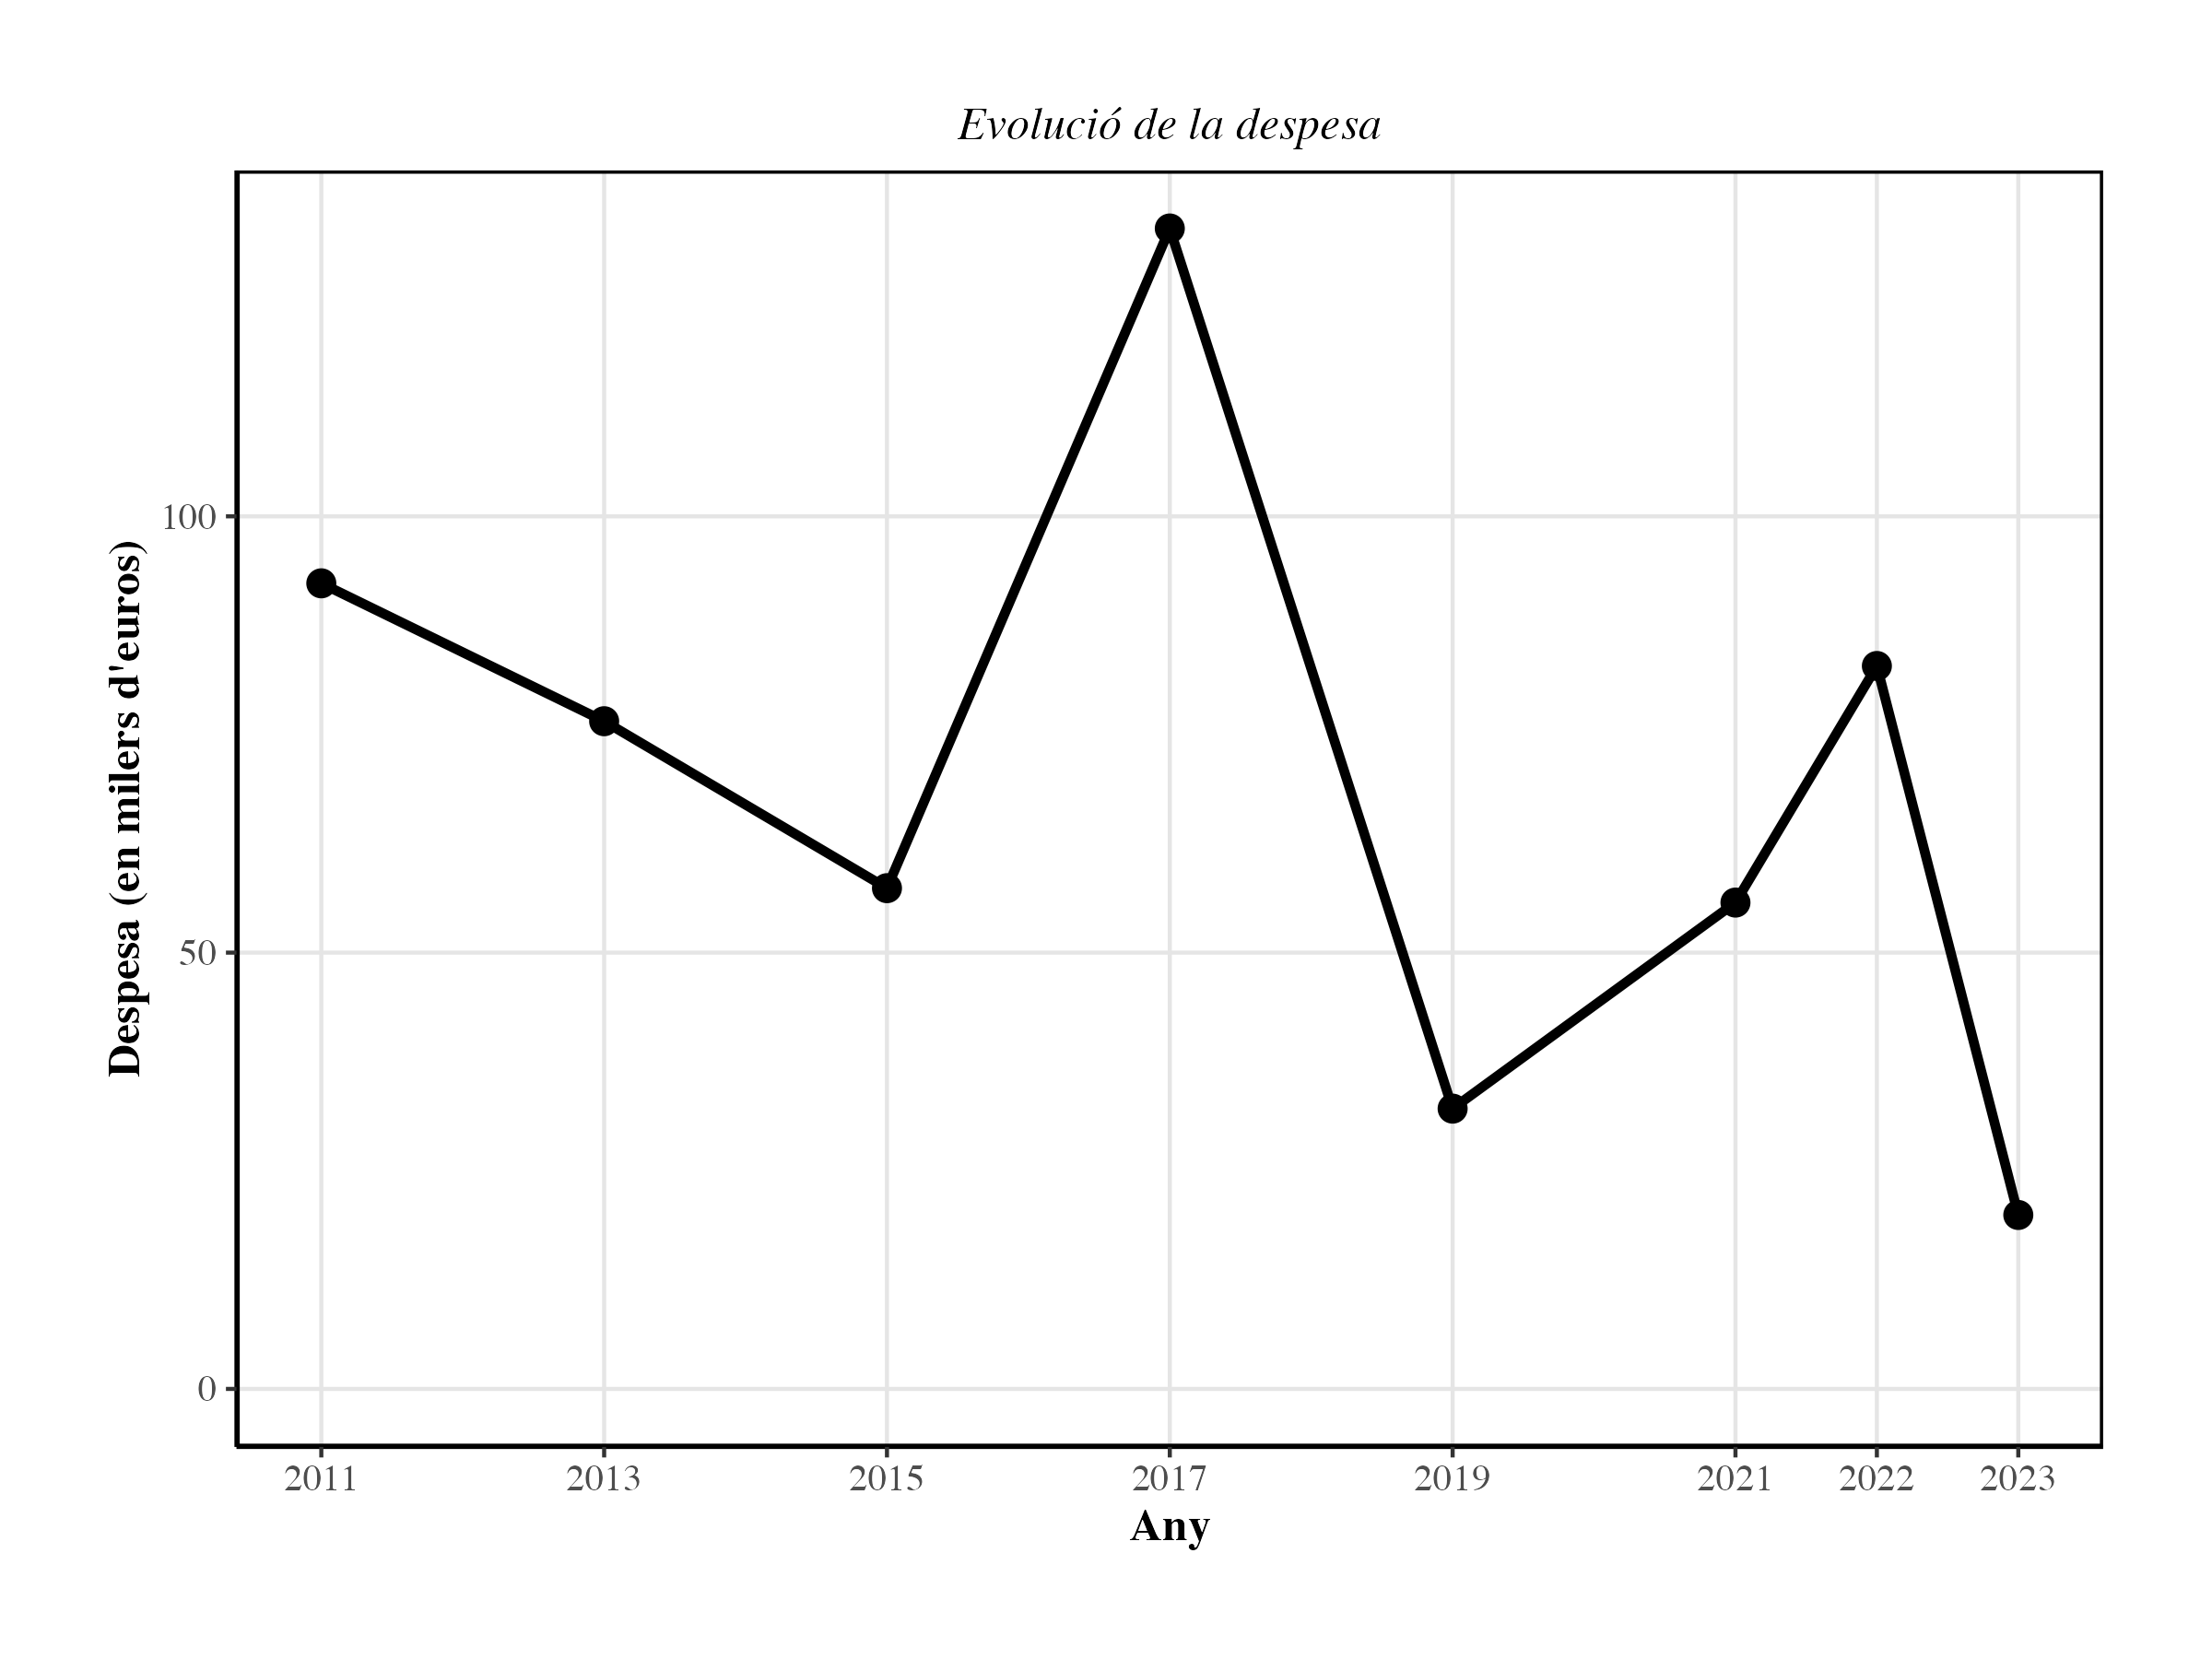 Evolució de la despesa
Despesa (en milers d'euros)
100
50
0
2011 2013 2015 2017 2019 2021 2022 2023
Any